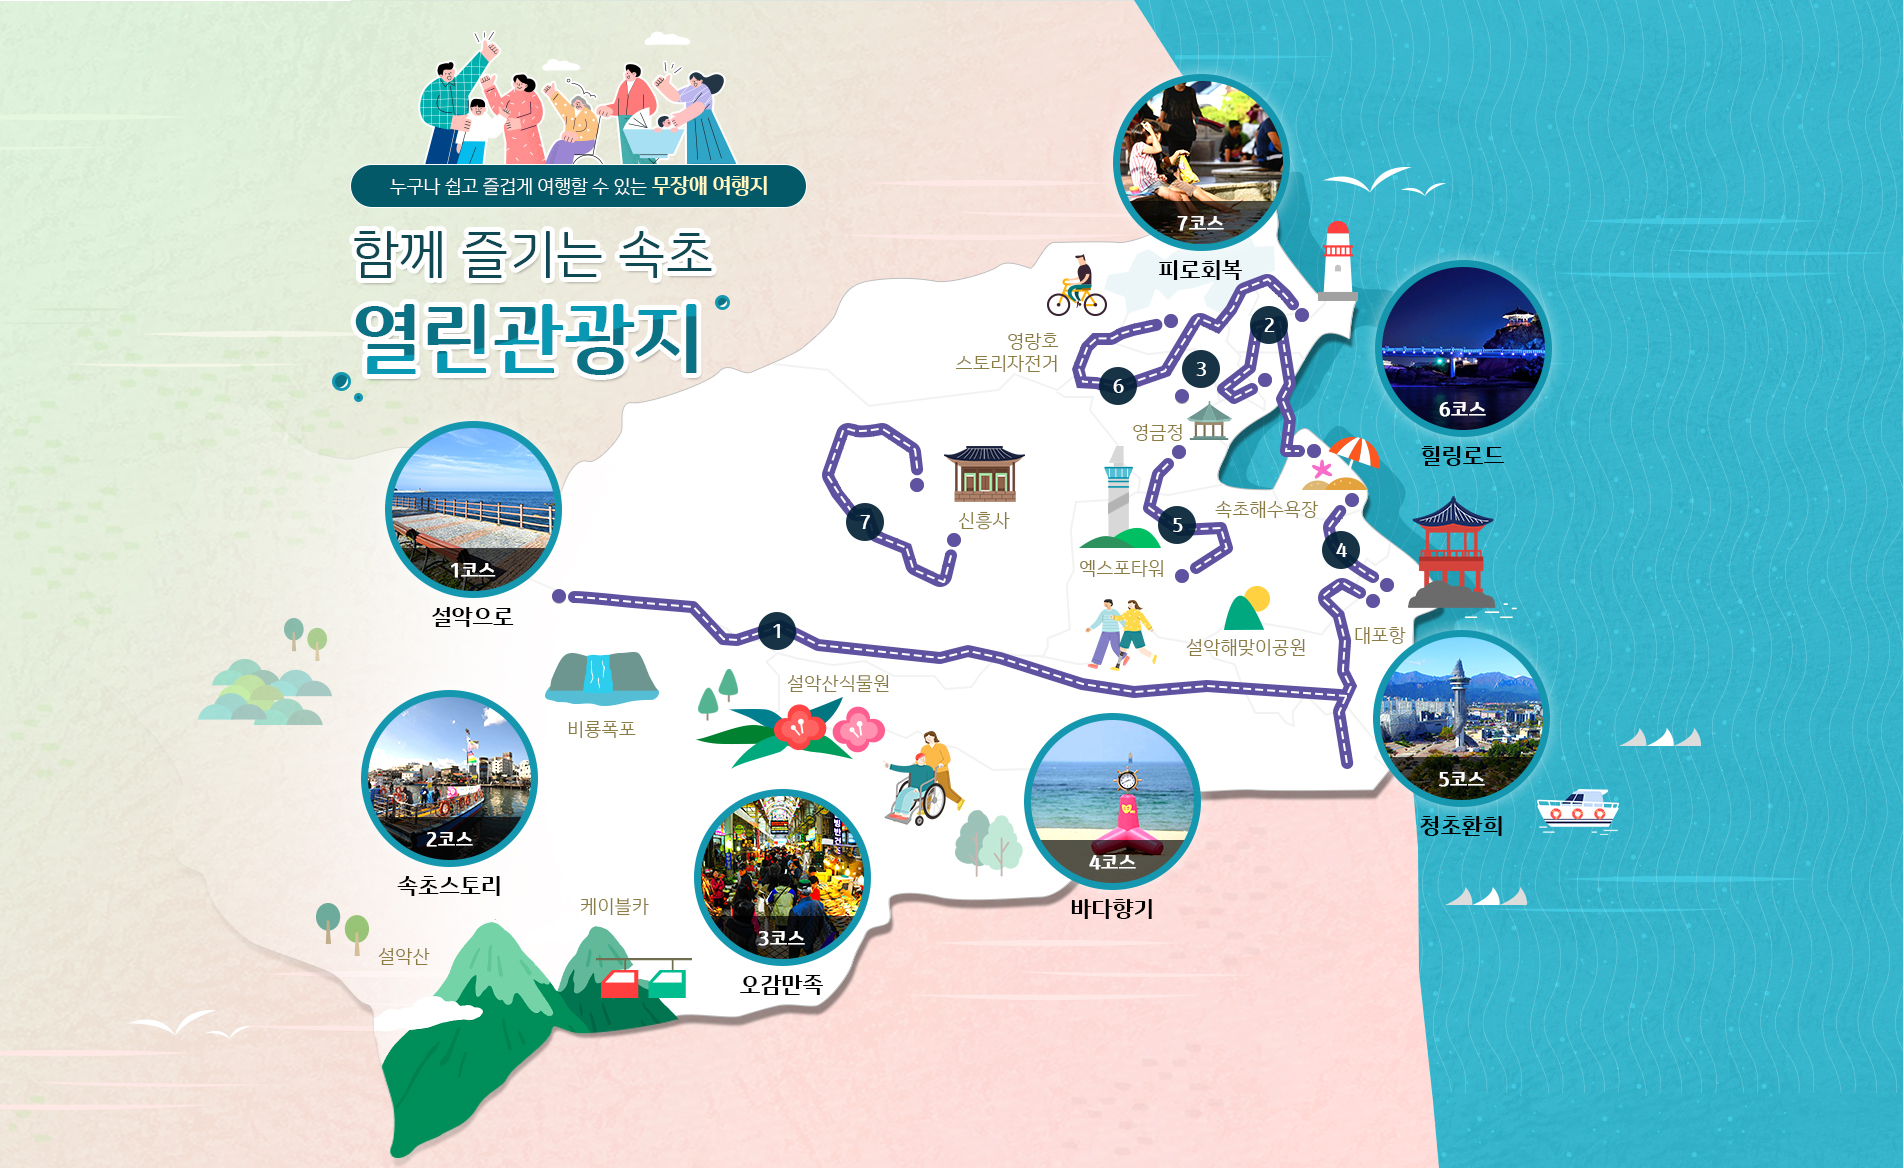 누구나 쉽고 즐겁게 여행할 수 있는 무장애 여행지
함께 즐기는 속초
열린관광지
7코스
피로회복
6코스
힐링로드
영랑호
스토리자전거
2
3
6
영금정
1코스
설악으로
7
신흥사
엑스포타워
5
속초해수욕장
4
1
설악해맞이공원
대포항
비룡폭포
설악산식물원
5코스
청초환희
2코스
속초스토리
4코스
바다향기
케이블카
3코스
오감만족
설악산